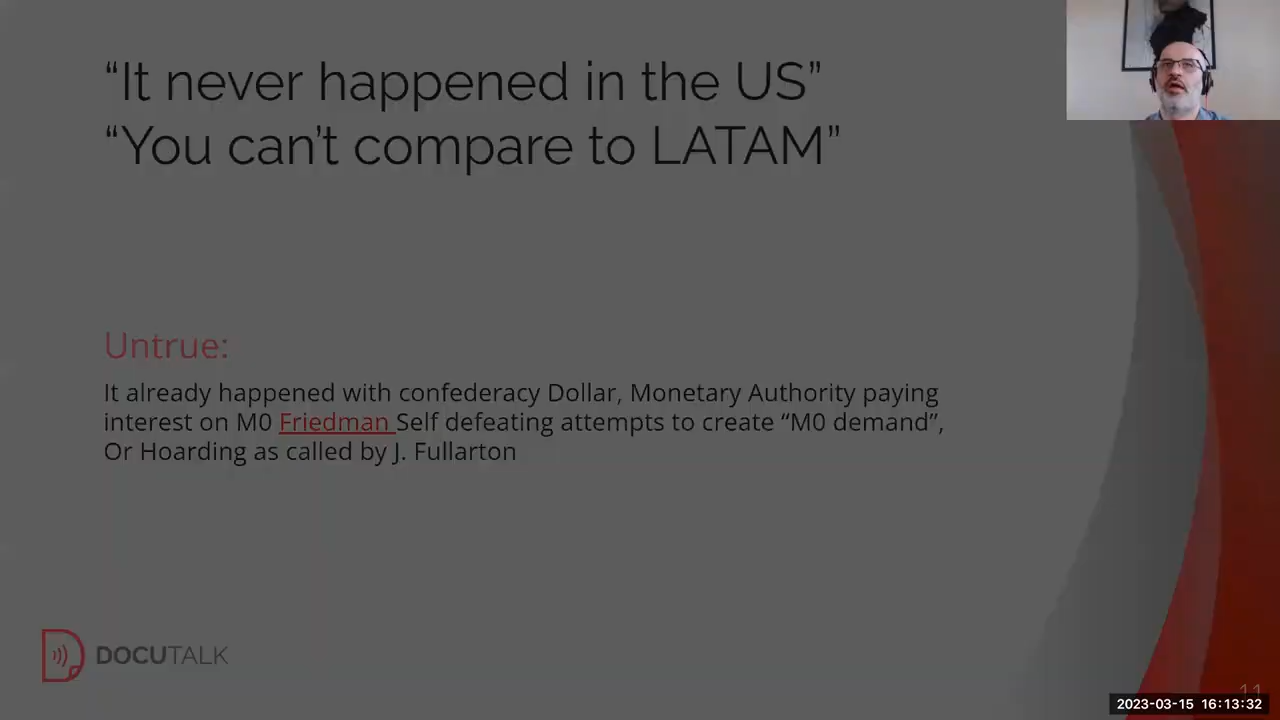 “It never happened in the US”
“You can’t compare to LATAM”
Untrue:
It already happened with confederacy Dollar, Monetary Authority paying
interest on M0 Friedman Self defeating attempts to create “M0 demand”,
Or Hoarding as called by J. Fullarton
DOCUTALK
11
2023-03-15 16:13:32